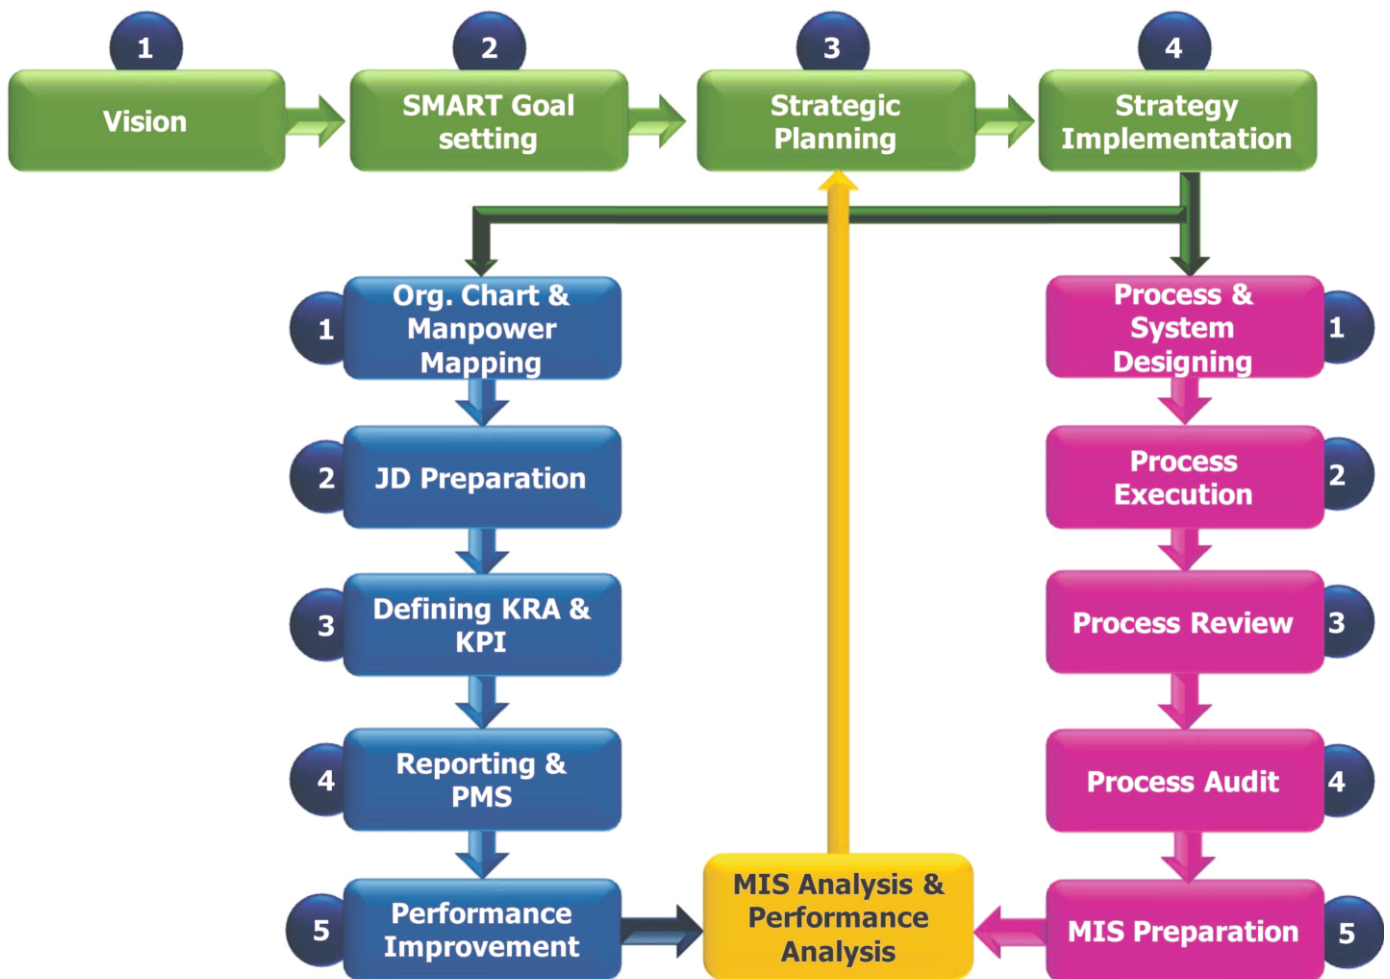 1
2
3
4
Vision
SMART Goal
setting
Strategic
Planning
Strategy
Implementation
1
Org. Chart &
Manpower
Mapping
2
JD Preparation
3
Defining KRA &
KPI
4
Reporting &
PMS
5
Performance
Improvement
MIS Analysis &
Performance
Analysis
Process &
System
Designing
1
Process
Execution
2
Process Review
3
Process Audit
4
MIS Preparation
5